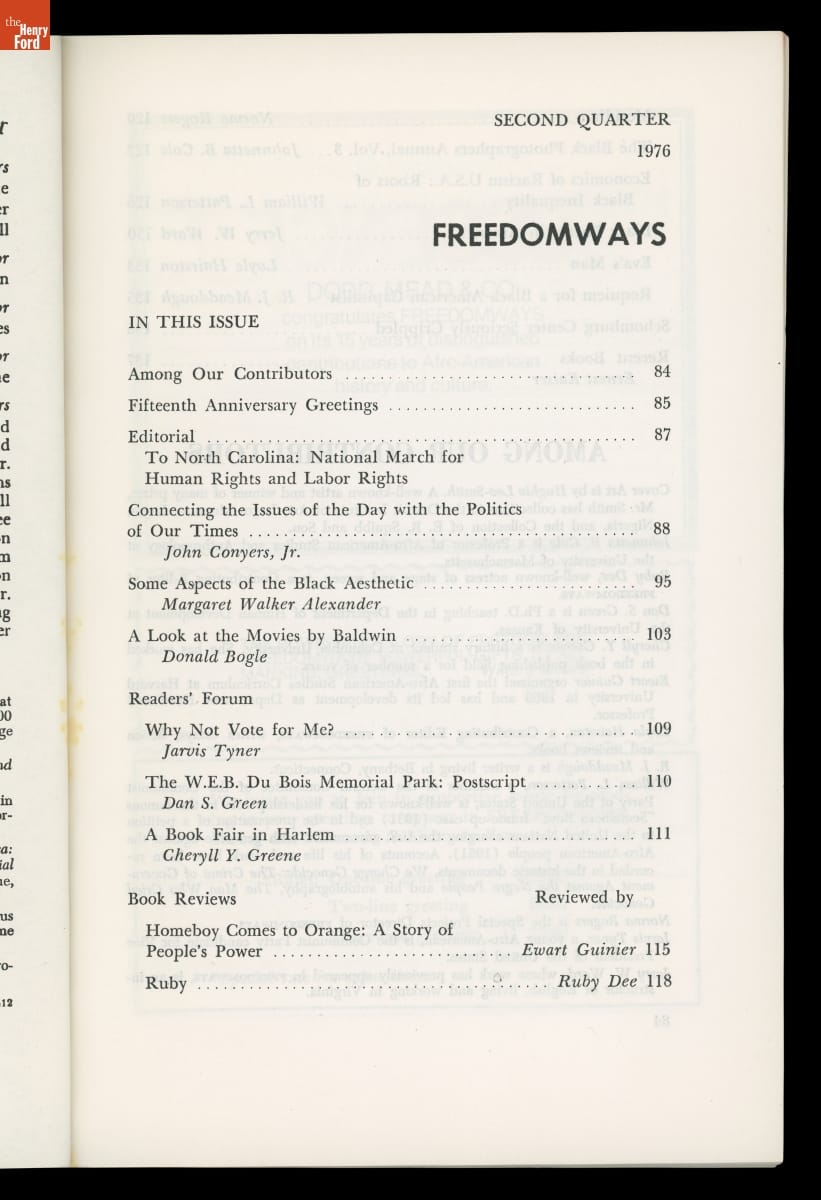 the
Henry
Ford
SECOND QUARTER
1976
FREEDOMWAYS
IN THIS ISSUE
Among Our Contributors .............................. 84
Fifteenth Anniversary Greetings .......................... 85
Editorial ............................................... 87
To North Carolina: National March for
Human Rights and Labor Rights
Connecting the Issues of the Day with the Politics
of Our Times .......................................... 88
John Conyers, Jr.
Some Aspects of the Black Aesthetic ...................... 95
Margaret Walker Alexander
A Look at the Movies by Baldwin ........................ 103
Donald Bogle
Readers' Forum
Why Not Vote for Me? ................................ 109
Jarvis Tyner
The W.E.B. Du Bois Memorial Park: Postscript ........... 110
Dan S. Green
A Book Fair in Harlem ................................ 111
Cheryll Y. Greene
Book Reviews Reviewed by
Homeboy Comes to Orange: A Story of
People's Power ......................... Ewart Guinier 115
Ruby ....................................... Ruby Dee 118